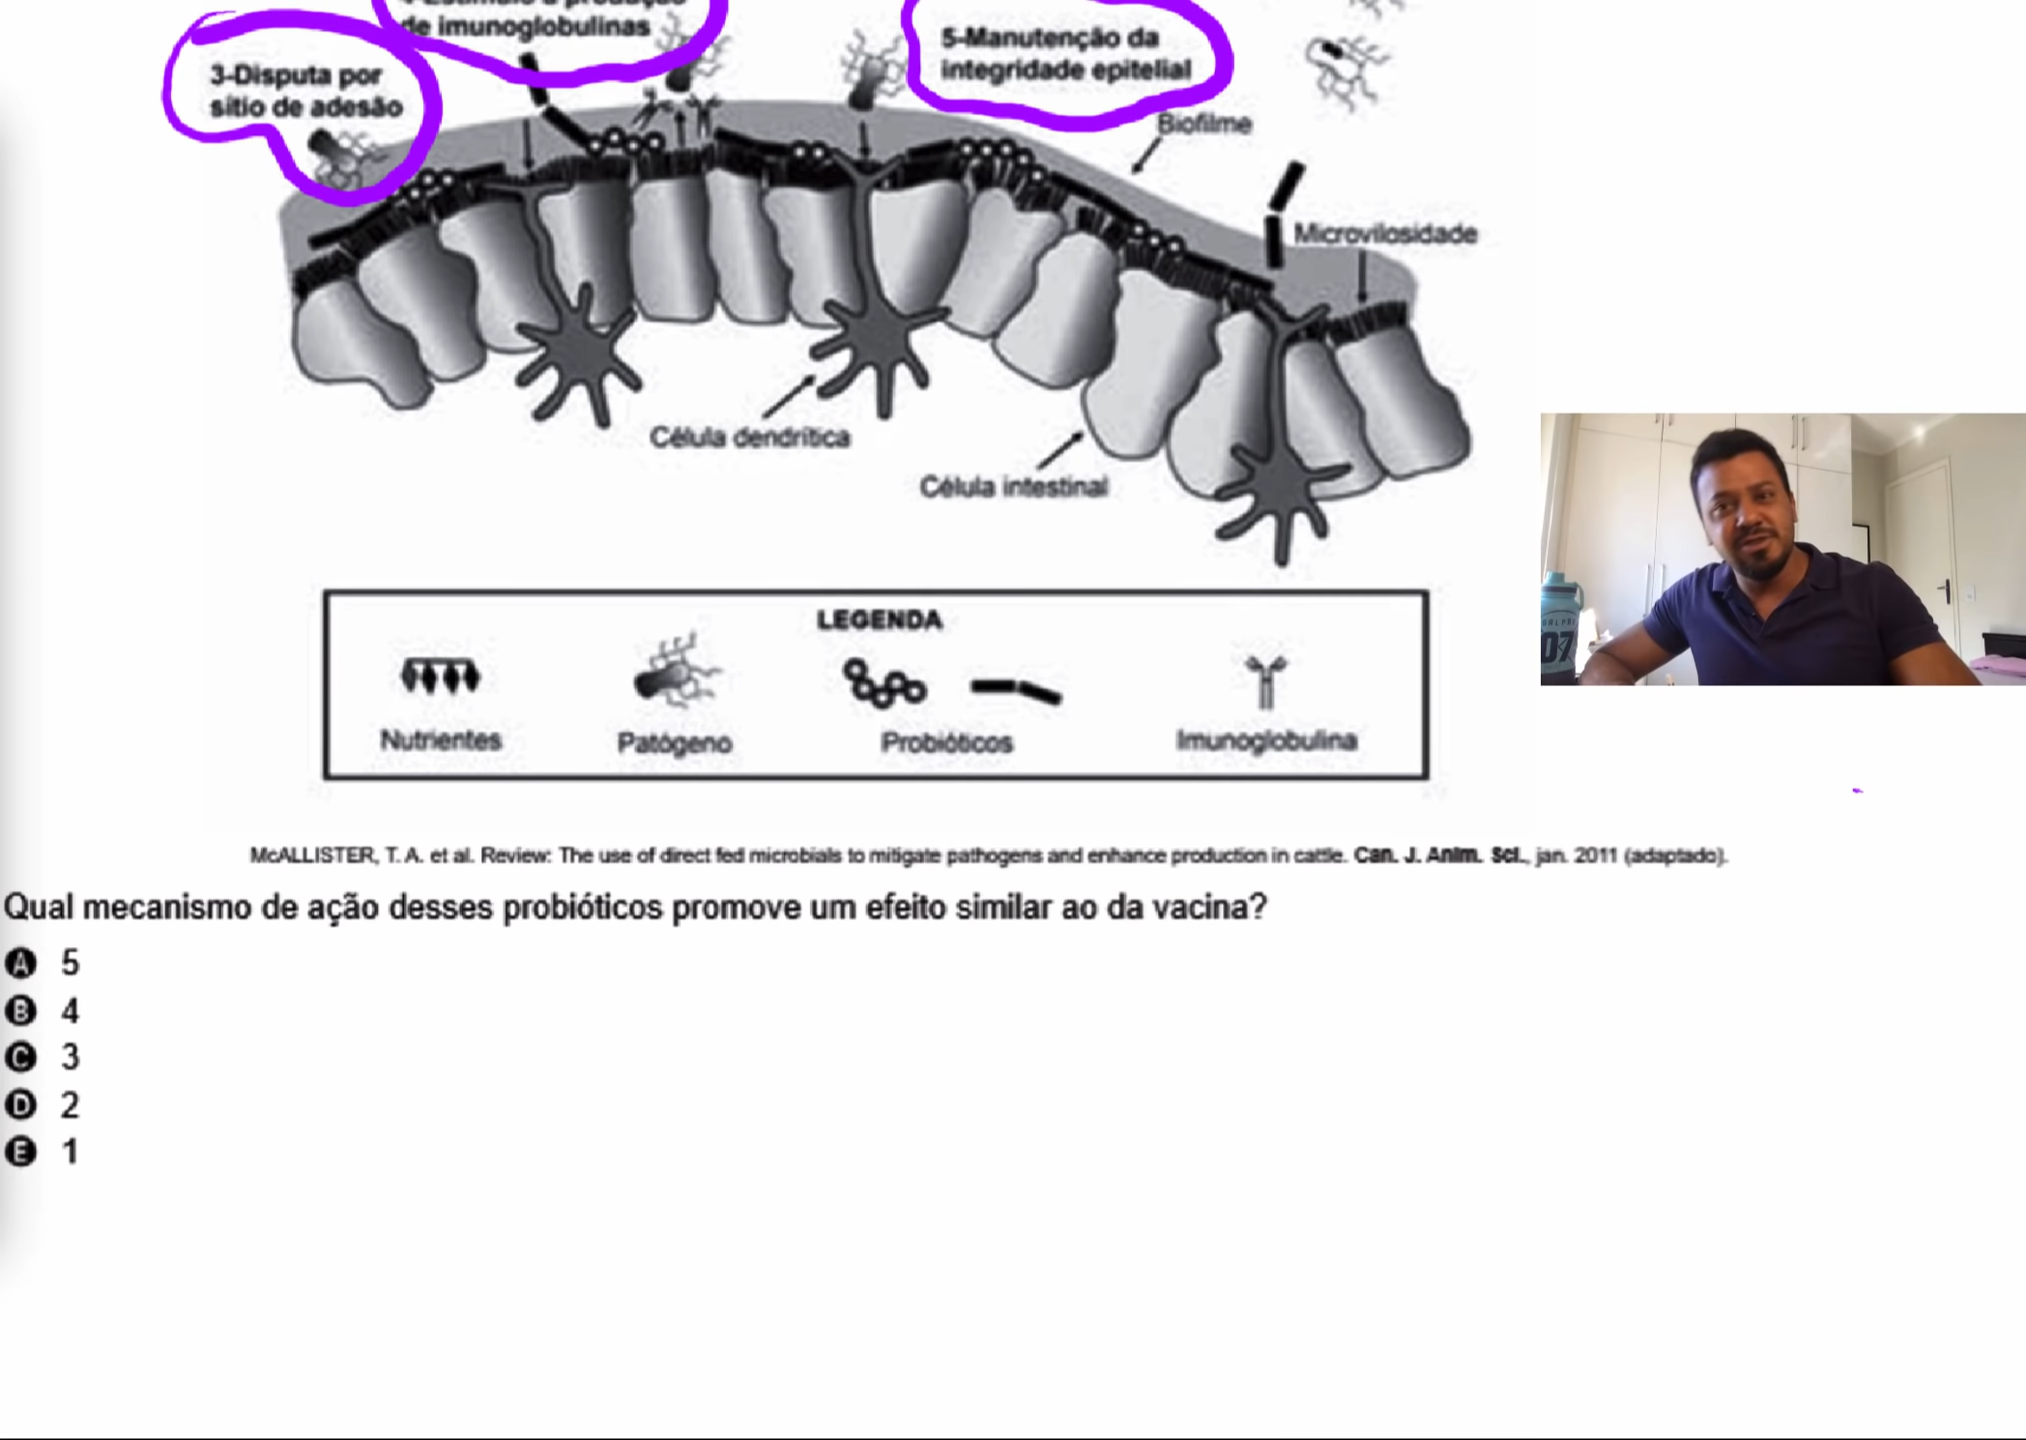 de imunoglobulinas
5-Manutenção da
integridade epitelial
3-Disputa por
sítio de adesão
Biofilme
Microvilosidade
Célula dendrítica
Célula intestinal
LEGENDA
Nutrientes
Patógeno
Probióticos
Imunoglobulina
07
McALLISTER, T. A. et al. Review: The use of direct fed microbials to mitigate pathogens and enhance production in cattle. Can. J. Anim. Sci., jan. 2011 (adaptado).
Qual mecanismo de ação desses probióticos promove um efeito similar ao da vacina?
A 5
B 4
C 3
D 2
E 1